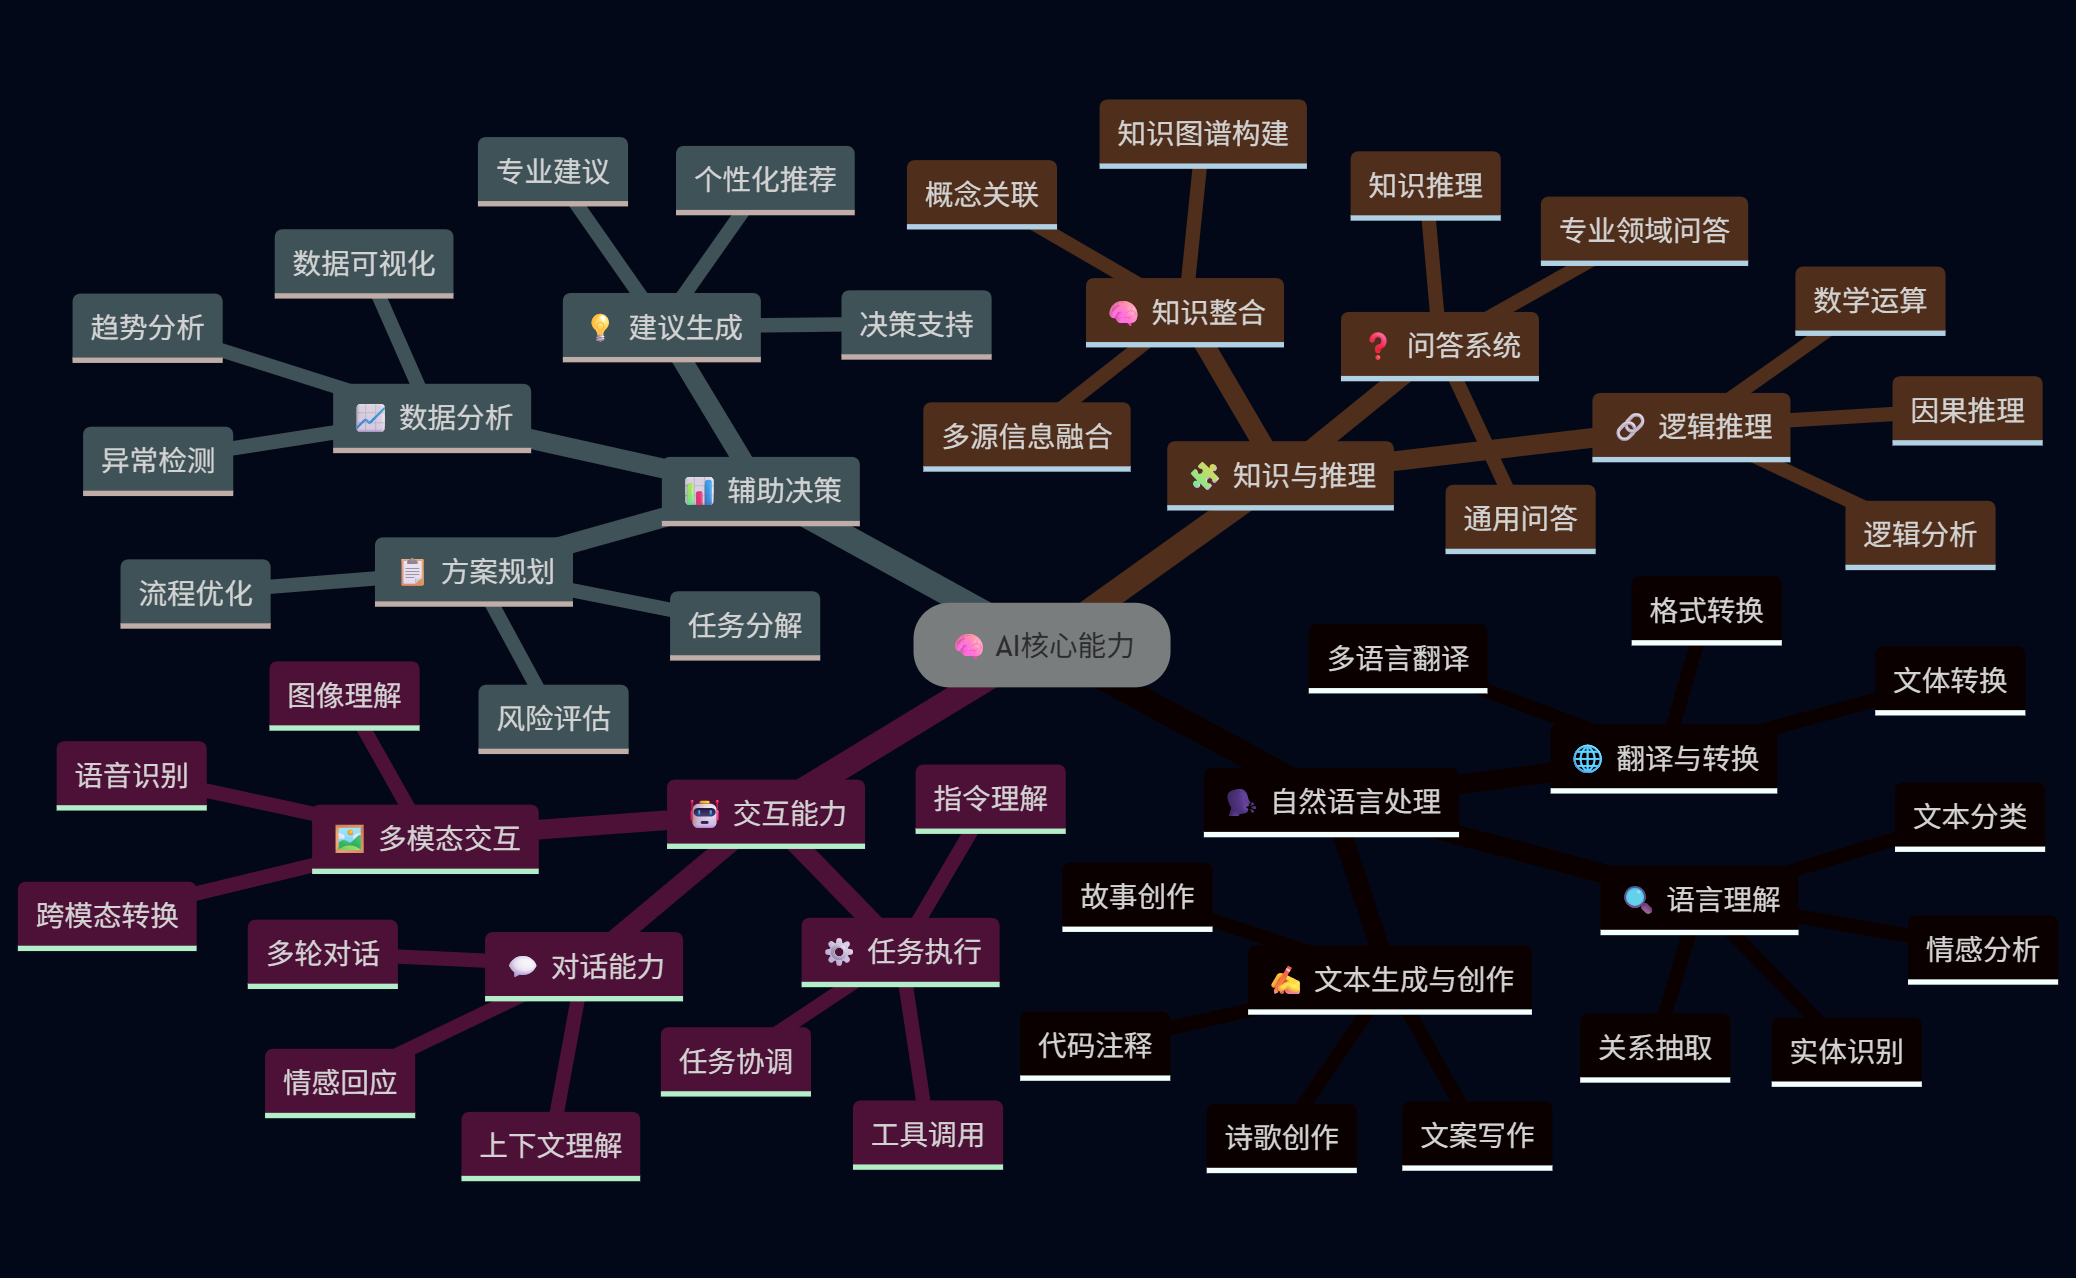 知识图谱构建
专业建议
个性化推荐
概念关联
知识推理
专业领域问答
数据可视化
趋势分析
💡 建议生成
决策支持
🧠 知识整合
❓ 问答系统
数学运算
📈 数据分析
异常检测
多源信息融合
🔗 逻辑推理
因果推理
📊 辅助决策
🧩 知识与推理
通用问答
逻辑分析
📋 方案规划
流程优化
任务分解
🧠 AI核心能力
格式转换
多语言翻译
文体转换
图像理解
风险评估
语音识别
🌐 翻译与转换
🤖 交互能力
指令理解
🗣 自然语言处理
文本分类
🖼 多模态交互
跨模态转换
故事创作
🔍 语言理解
多轮对话
💬 对话能力
⚙ 任务执行
✍ 文本生成与创作
情感分析
情感回应
任务协调
代码注释
关系抽取
实体识别
上下文理解
工具调用
诗歌创作
文案写作